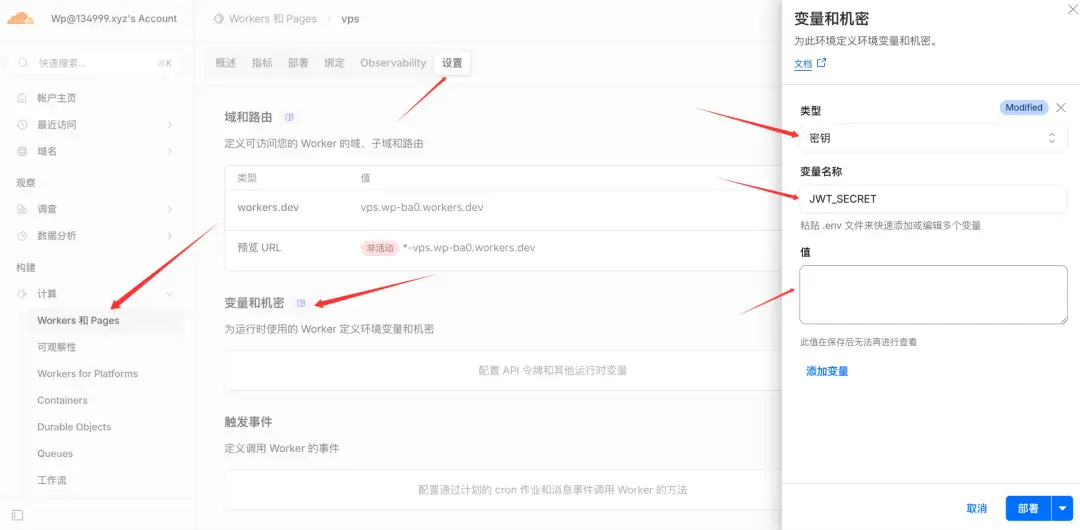 Wp@134999.xyz's Account
快速搜索...
⌘K
帐户主页
最近访问
域名
观察
调查
数据分析
构建
计算
Workers 和 Pages
可观察性
Workers for Platforms
Containers
Durable Objects
Queues
工作流
Workers 和 Pages › vps
概述 指标 部署 绑定 Observability 设置
域和路由
定义可访问您的 Worker 的域、子域和路由
类型 值
workers.dev vps.wp-ba0.workers.dev
预览 URL 非活动 *-vps.wp-ba0.workers.dev
变量和机密
为运行时使用的 Worker 定义环境变量和机密
配置 API 令牌和其他运行时变量
触发事件
定义调用 Worker 的事件
配置通过计划的 cron 作业和消息事件调用 Worker 的方法
变量和机密
为此环境定义环境变量和机密。
文档
类型 Modified
密钥
变量名称
JWT_SECRET
粘贴 .env 文件来快速添加或编辑多个变量
值
此值在保存后无法再进行查看
添加变量
取消 部署